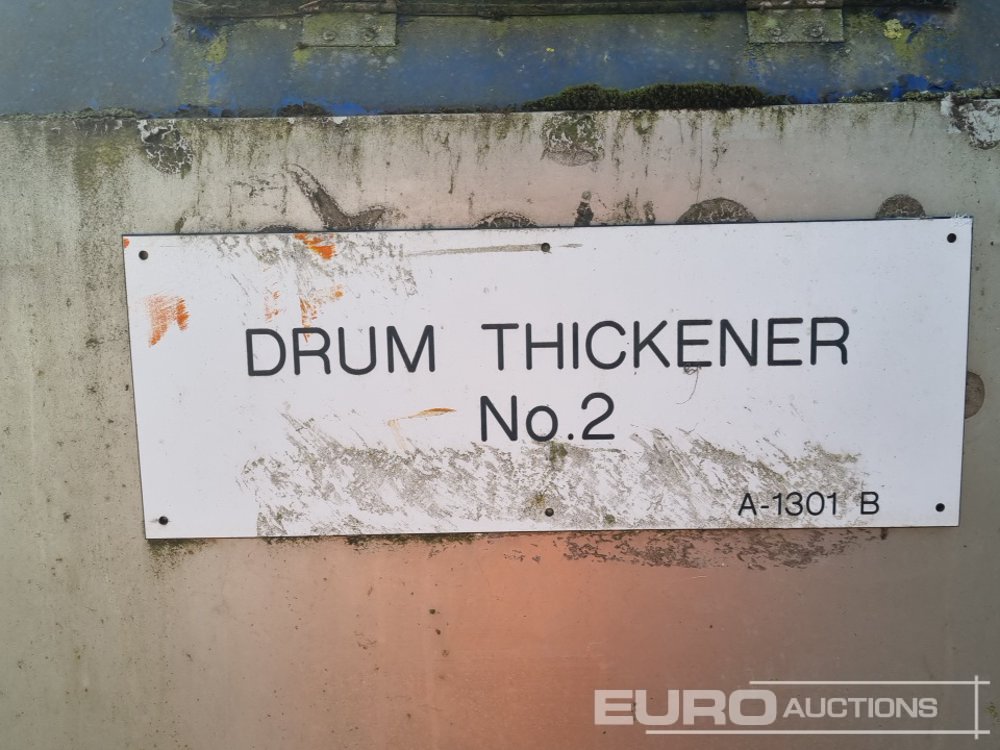 DRUM THICKENER
No.2
A-1301 B
EURO AUCTIONS